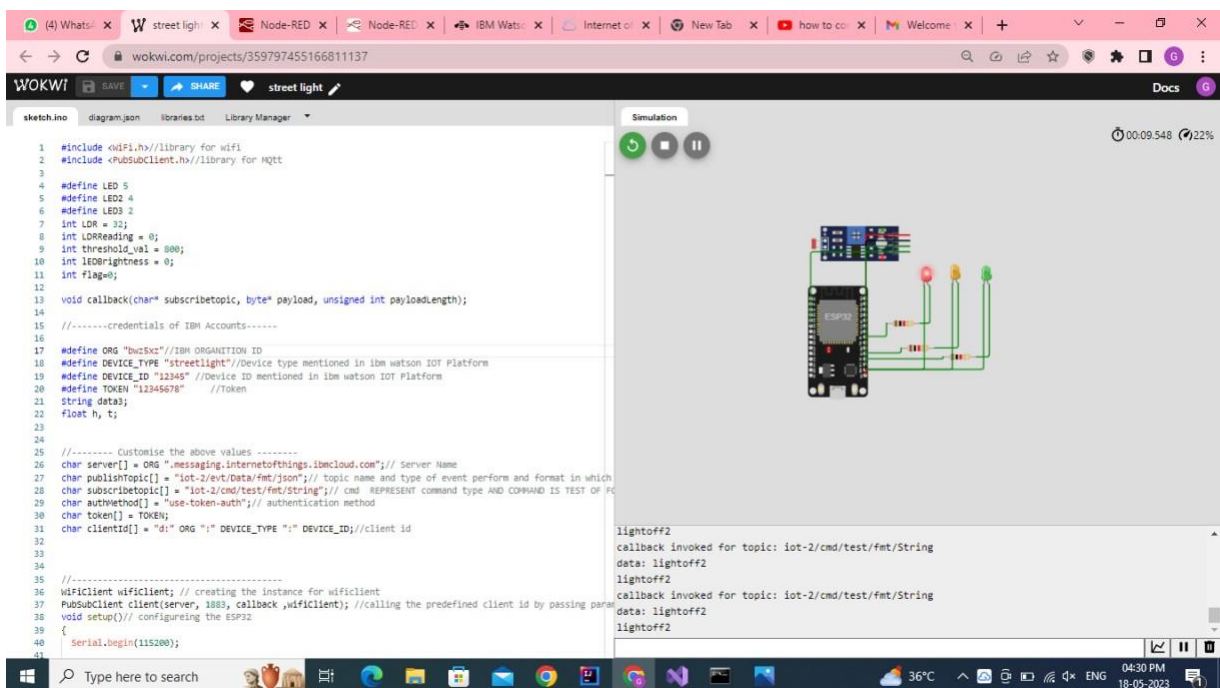 (4) WhatsA
street light
Node-RED
Node-RED
IBM Watso
Internet of
New Tab
how to cor
Welcome
wokwi.com/projects/359797455166811137
G
WOKWI
SAVE
SHARE
street light
Docs
G
sketch.ino
diagram.json
libraries.txt
Library Manager
1 #include <WiFi.h>//library for wifi
2 #include <PubSubClient.h>//library for MQtt
3
4 #define LED 5
5 #define LED2 4
6 #define LED3 2
7 int LDR = 32;
8 int LDRReading = 0;
9 int threshold_val = 800;
10 int lEDBrightness = 0;
11 int flag=0;
12
13 void callback(char* subscribetopic, byte* payload, unsigned int payloadLength);
14
15 //-------credentials of IBM Accounts------
16
17 #define ORG "bwz5xz"//IBM ORGANITION ID
18 #define DEVICE_TYPE "streetlight"//Device type mentioned in ibm watson IOT Platform
19 #define DEVICE_ID "12345" //Device ID mentioned in ibm watson IOT Platform
20 #define TOKEN "12345678" //Token
21 String data3;
22 float h, t;
23
24
25 //-------- Customise the above values --------
26 char server[] = ORG ".messaging.internetofthings.ibmcloud.com";// Server Name
27 char publishTopic[] = "iot-2/evt/Data/fmt/json";// topic name and type of event perform and format in which
28 char subscribetopic[] = "iot-2/cmd/test/fmt/String";// cmd REPRESENT command type AND COMMAND IS TEST OF FO
29 char authMethod[] = "use-token-auth";// authentication method
30 char token[] = TOKEN;
31 char clientId[] = "d:" ORG ":" DEVICE_TYPE ":" DEVICE_ID;//client id
32
33
34
35 //-----------------------------------------
36 WiFiClient wifiClient; // creating the instance for wificlient
37 PubSubClient client(server, 1883, callback ,wifiClient); //calling the predefined client id by passing para
38 void setup()// configureing the ESP32
39 {
40 Serial.begin(115200);
41
Simulation
00:09.548
22%
ESP32
lightoff2
callback invoked for topic: iot-2/cmd/test/fmt/String
data: lightoff2
lightoff2
callback invoked for topic: iot-2/cmd/test/fmt/String
data: lightoff2
lightoff2
Type here to search
36°C
ENG
04:30 PM
18-05-2023